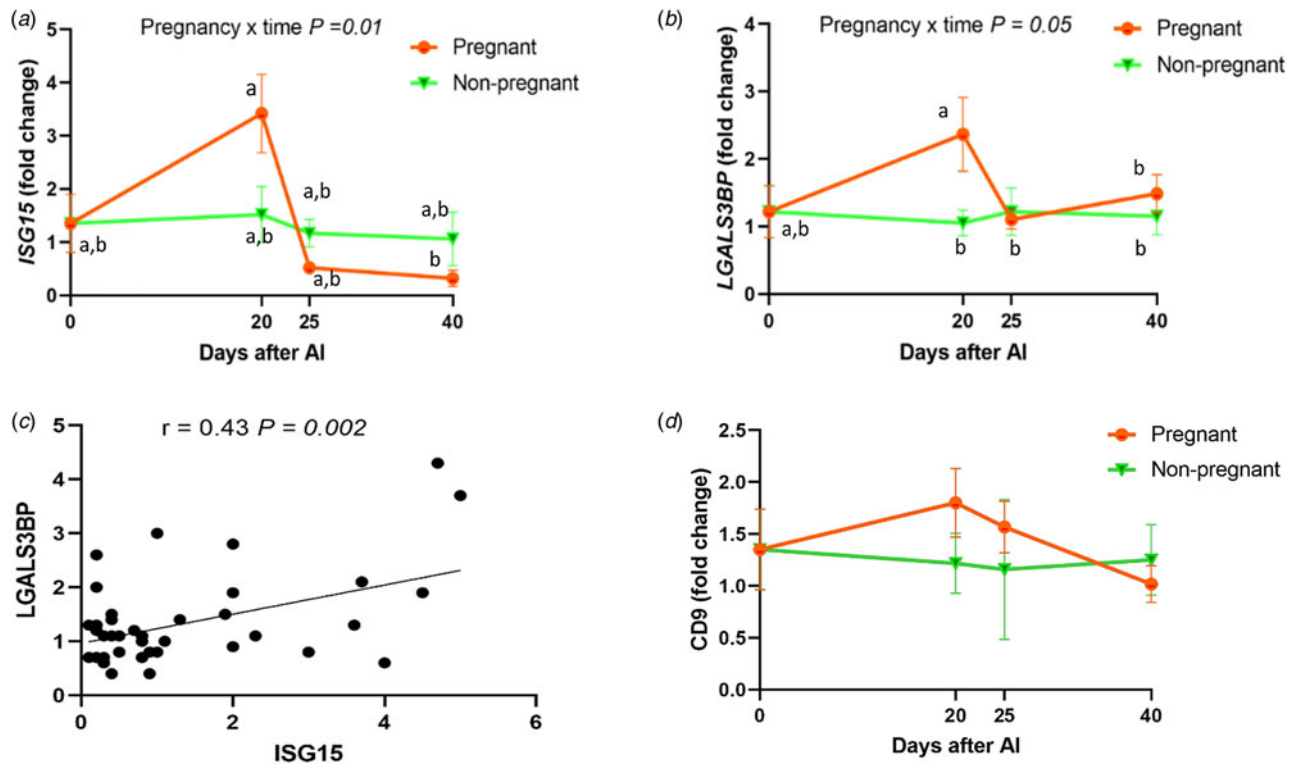 (a)
Pregnancy x time P =0.01
Pregnant
Non-pregnant
ISG15 (fold change)
5
4
3
2
1
0
a
a,b
a,b
a,b
a,b
a,b
b
0
20
25
40
Days after AI
(b)
Pregnancy x time P = 0.05
Pregnant
Non-pregnant
LGALS3BP (fold change)
4
3
2
1
0
a
b
a,b
b
b
b
0
20
25
40
Days after AI
(c)
r = 0.43 P = 0.002
LGALS3BP
5
4
3
2
1
0
0
2
4
6
ISG15
(d)
Pregnant
Non-pregnant
CD9 (fold change)
2.5
2.0
1.5
1.0
0.5
0.0
0
20
25
40
Days after AI